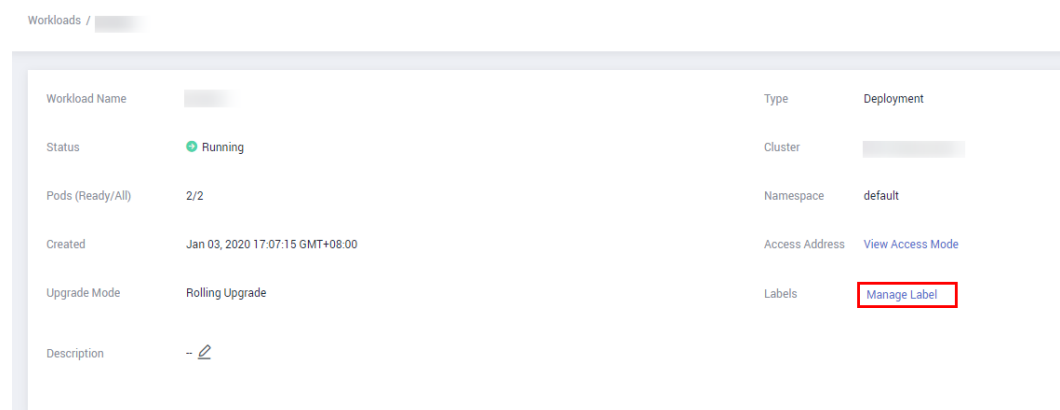 Workloads /
Workload Name
Type Deployment
Status Running
Cluster
Pods (Ready/All) 2/2
Namespace default
Created Jan 03, 2020 17:07:15 GMT+08:00
Access Address View Access Mode
Upgrade Mode Rolling Upgrade
Labels Manage Label
Description --